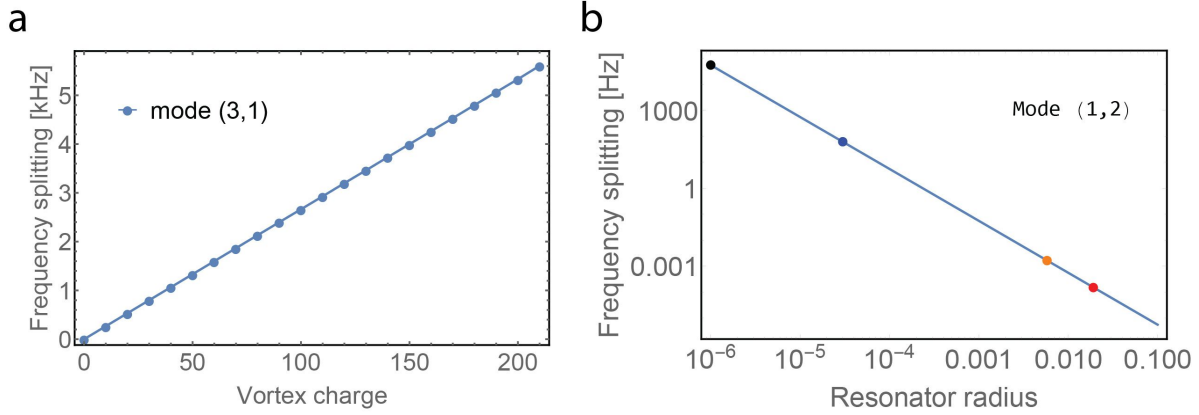 a
Frequency splitting [kHz]
5
4
3
2
1
0
mode (3,1)
0 50 100 150 200
Vortex charge
b
Frequency splitting [Hz]
1000
1
0.001
Mode (1,2)
10⁻⁶ 10⁻⁵ 10⁻⁴ 0.001 0.010 0.100
Resonator radius